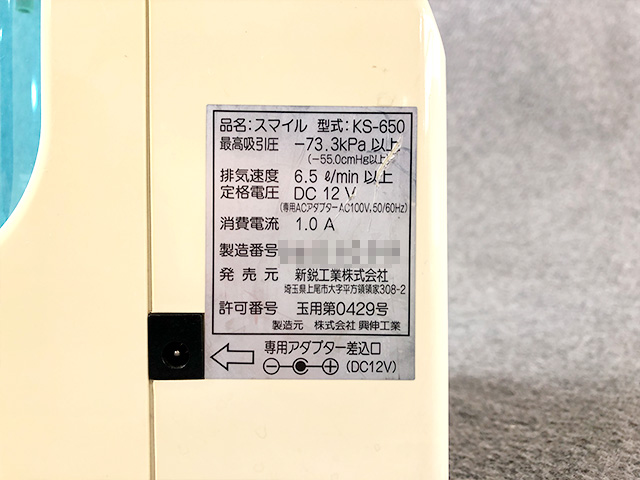 品名:スマイル 型式:KS-650
最高吸引圧 -73.3kPa 以上
(-55.0cmHg以上)
排気速度 6.5 ℓ/min 以上
定格電圧 DC 12 V
(専用ACアダプターAC100V、50/60Hz)
消費電流 1.0 A
製造番号
発売元 新鋭工業株式会社
埼玉県上尾市大字平方領領家308-2
許可番号 玉用第0429号
製造元 株式会社 興伸工業
専用アダプター差込口
(DC12V)